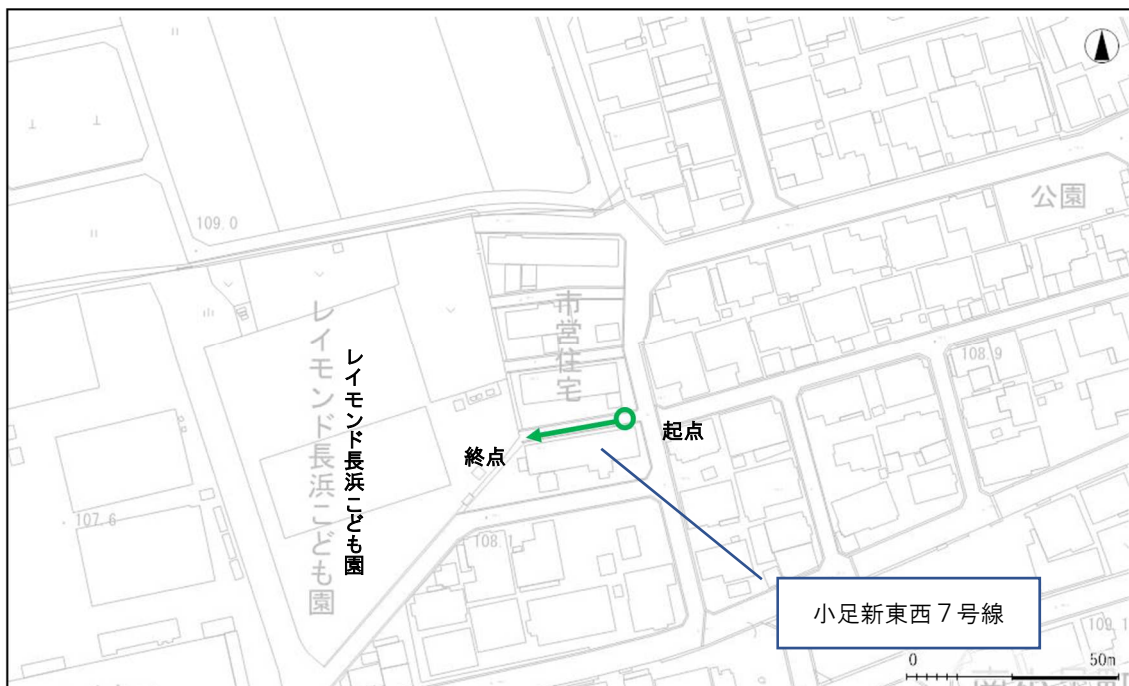 公園
109.0
市営住宅
レイモンド長浜こども園
レイモンド長浜こども園
108.9
起点
終点
107.6
108.1
小足新東西7号線
109.1
0
50m